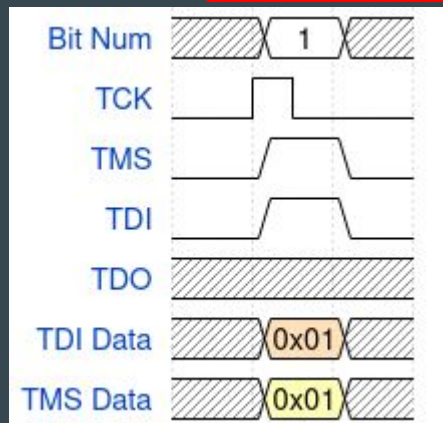 Bit Num 1
TCK
TMS
TDI
TDO
TDI Data 0x01
TMS Data 0x01